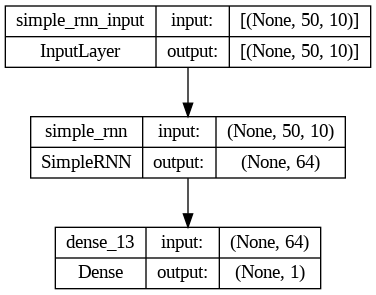 simple_rnn_input input: [(None, 50, 10)]
InputLayer output: [(None, 50, 10)]
simple_rnn input: (None, 50, 10)
SimpleRNN output: (None, 64)
dense_13 input: (None, 64)
Dense output: (None, 1)